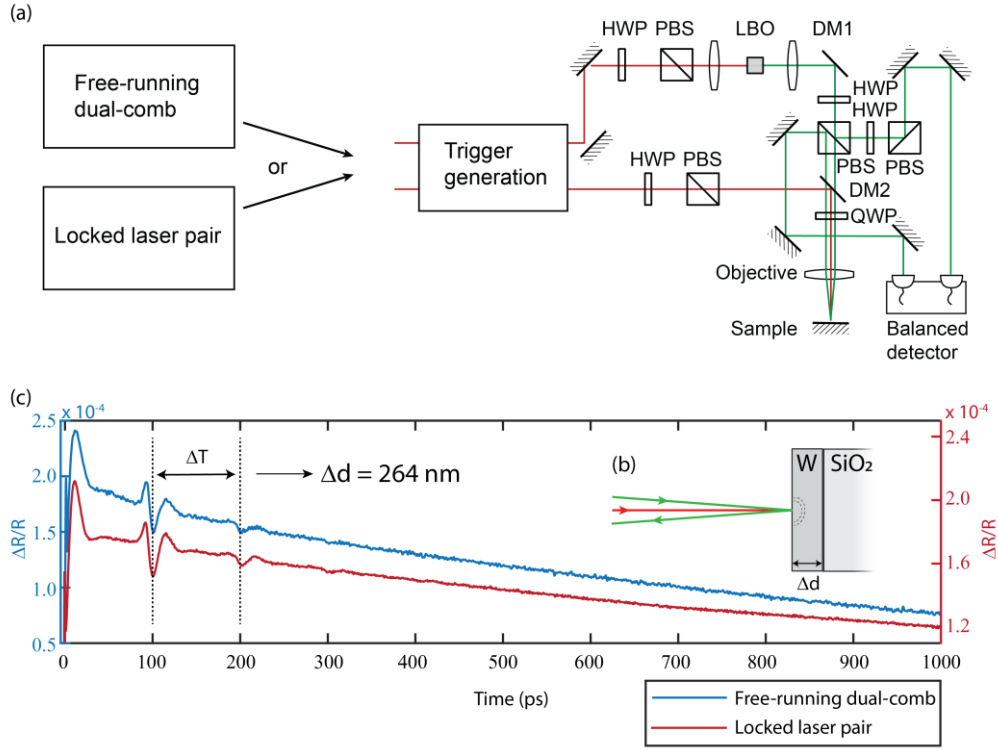 (a)
Free-running
dual-comb
or
Locked laser pair
Trigger
generation
HWP PBS LBO DM1
HWP
HWP
PBS PBS
HWP PBS
DM2
QWP
Objective
Sample
Balanced
detector
(c)
x 10⁻⁴
x 10⁻⁴
2.5
2.0
1.5
1.0
0.5
ΔR/R
ΔT
Δd = 264 nm
(b)
W SiO₂
Δd
2.4
2.0
1.6
1.2
ΔR/R
0 100 200 300 400 500 600 700 800 900 1000
Time (ps)
Free-running dual-comb
Locked laser pair